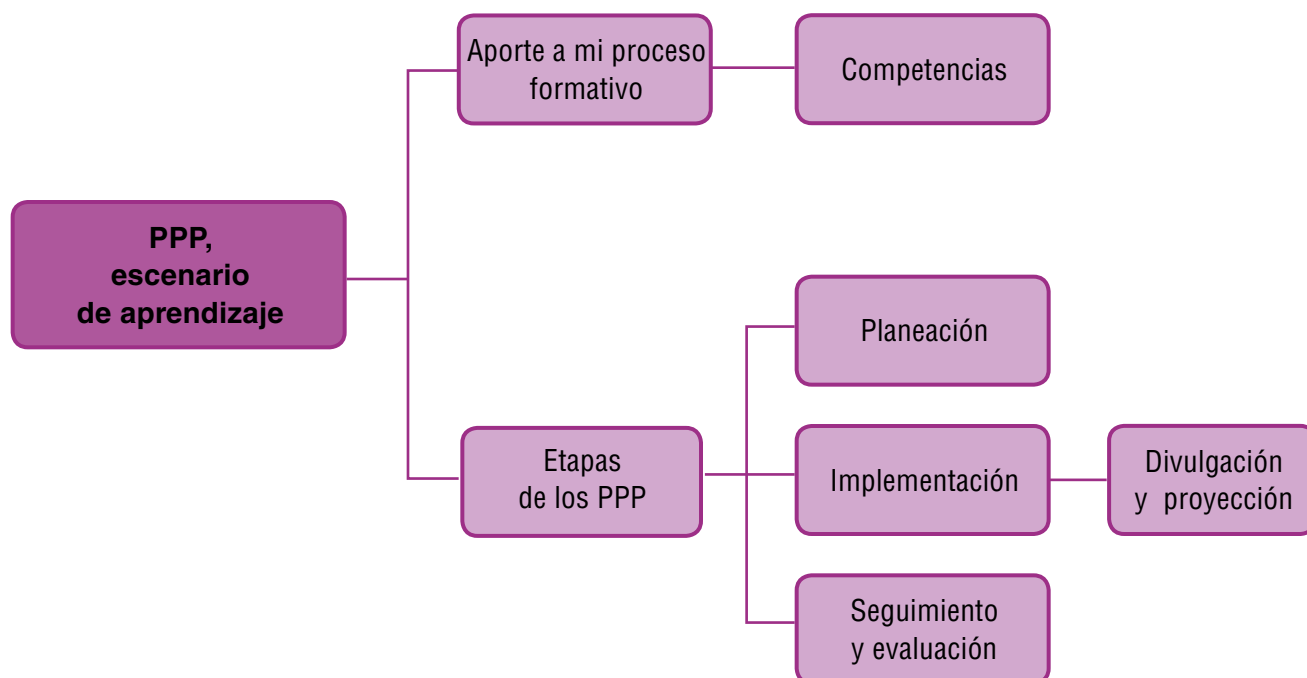 Aporte a mi proceso
formativo
Competencias
PPP,
escenario
de aprendizaje
Planeación
Etapas
de los PPP
Implementación
Divulgación
y proyección
Seguimiento
y evaluación